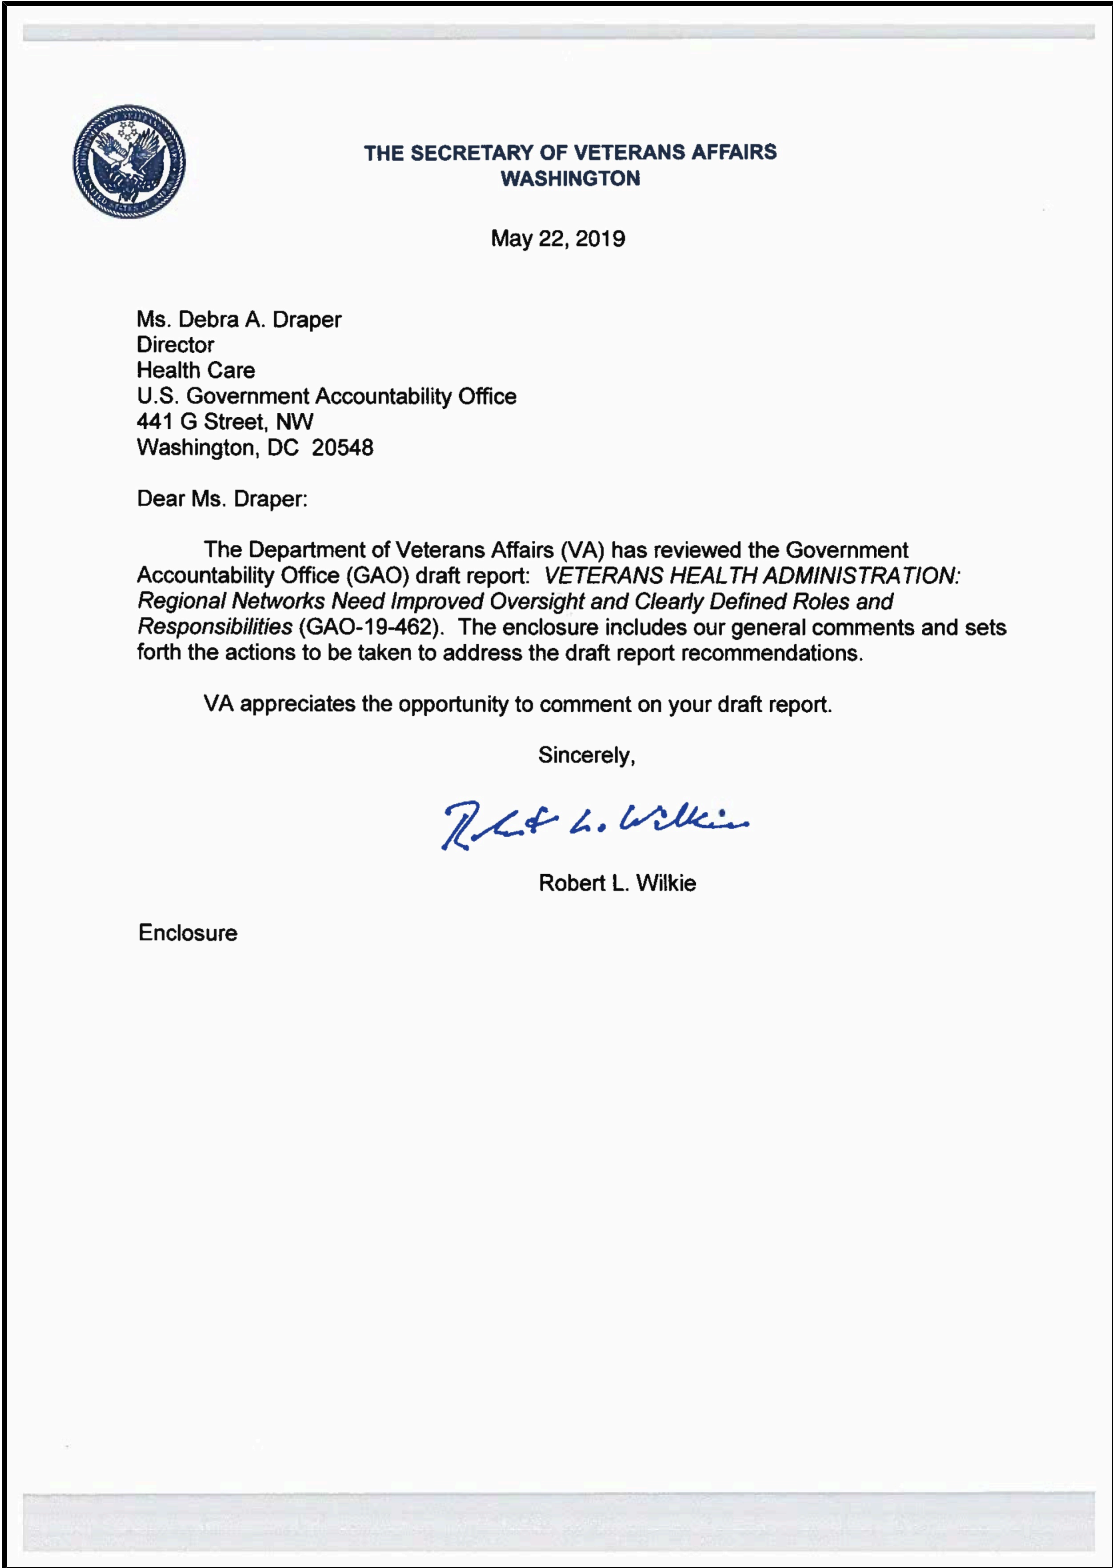 THE SECRETARY OF VETERANS AFFAIRS
WASHINGTON
May 22, 2019
Ms. Debra A. Draper
Director
Health Care
U.S. Government Accountability Office
441 G Street, NW
Washington, DC 20548
Dear Ms. Draper:
The Department of Veterans Affairs (VA) has reviewed the Government
Accountability Office (GAO) draft report: VETERANS HEALTH ADMINISTRATION:
Regional Networks Need Improved Oversight and Clearly Defined Roles and
Responsibilities (GAO-19-462). The enclosure includes our general comments and sets
forth the actions to be taken to address the draft report recommendations.
VA appreciates the opportunity to comment on your draft report.
Sincerely,
Robert L. Wilkie
Enclosure